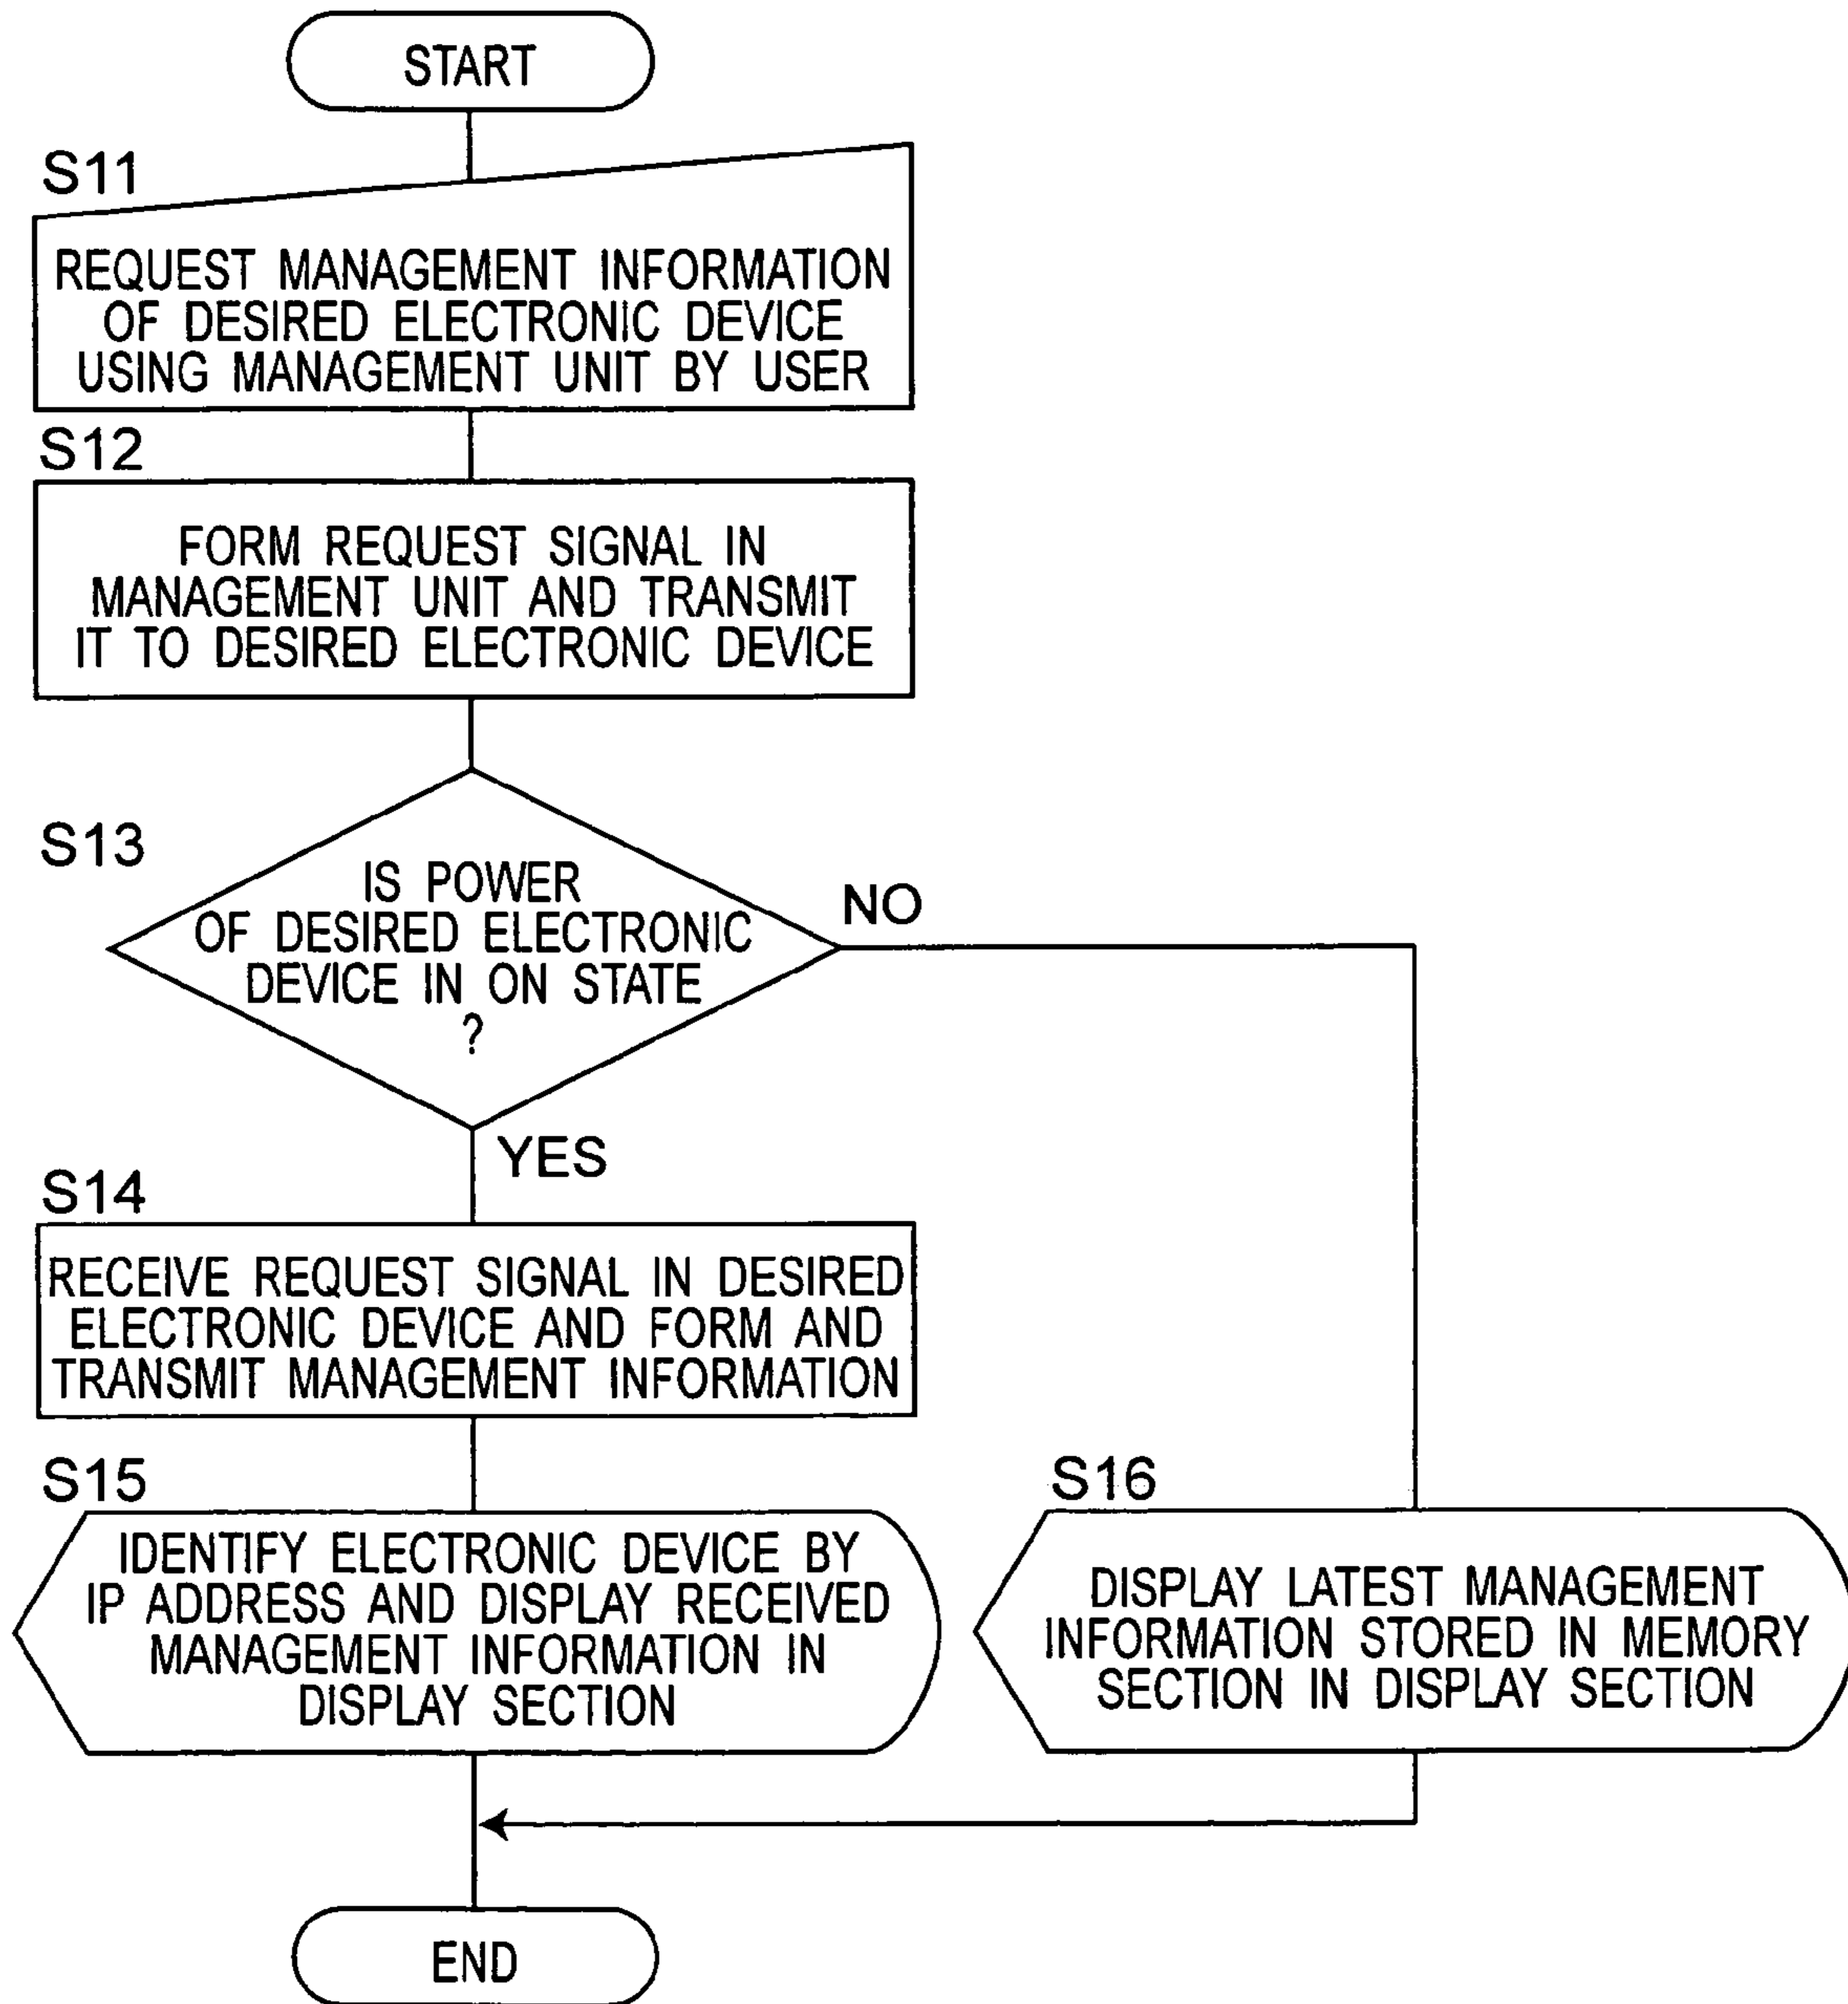 START
S11
REQUEST MANAGEMENT INFORMATION
OF DESIRED ELECTRONIC DEVICE
USING MANAGEMENT UNIT BY USER
S12
FORM REQUEST SIGNAL IN
MANAGEMENT UNIT AND TRANSMIT
IT TO DESIRED ELECTRONIC DEVICE
S13
IS POWER
OF DESIRED ELECTRONIC
DEVICE IN ON STATE
?
NO
YES
S14
RECEIVE REQUEST SIGNAL IN DESIRED
ELECTRONIC DEVICE AND FORM AND
TRANSMIT MANAGEMENT INFORMATION
S15
IDENTIFY ELECTRONIC DEVICE BY
IP ADDRESS AND DISPLAY RECEIVED
MANAGEMENT INFORMATION IN
DISPLAY SECTION
S16
DISPLAY LATEST MANAGEMENT
INFORMATION STORED IN MEMORY
SECTION IN DISPLAY SECTION
END